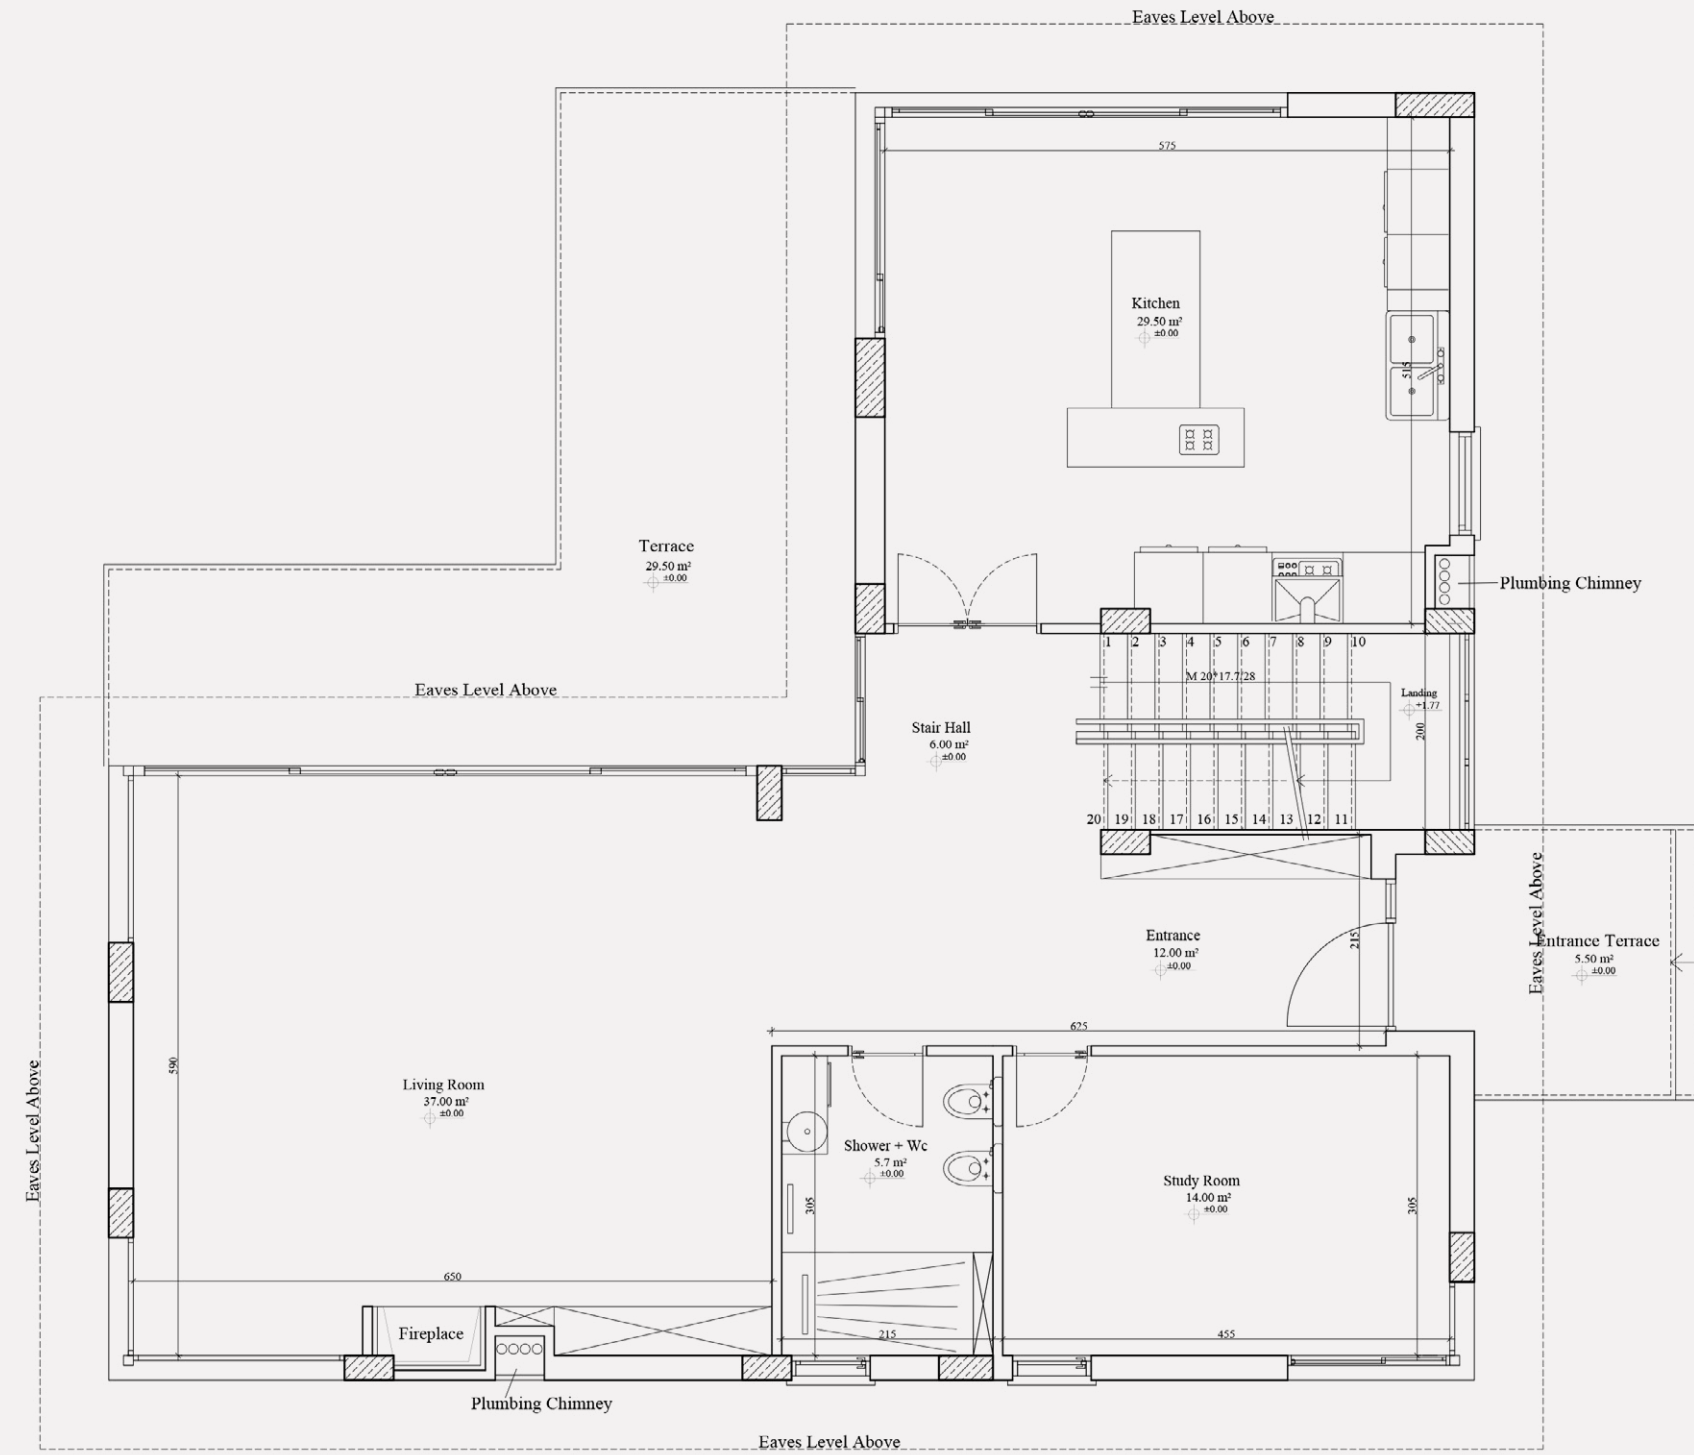 Eaves Level Above
575
Kitchen
29.50 m²
±0.00
515
Terrace
29.50 m²
±0.00
Plumbing Chimney
1 2 3 4 5 6 7 8 9 10
M 20*17.7/28
Landing
+1.77
Eaves Level Above
Stair Hall
6.00 m²
±0.00
200
20 19 18 17 16 15 14 13 12 11
Entrance
12.00 m²
±0.00
215
Eaves Level Above
Entrance Terrace
5.50 m²
±0.00
625
590
Living Room
37.00 m²
±0.00
Eaves Level Above
Shower + Wc
5.7 m²
±0.00
305
Study Room
14.00 m²
±0.00
305
650
Fireplace
215
455
Plumbing Chimney
Eaves Level Above